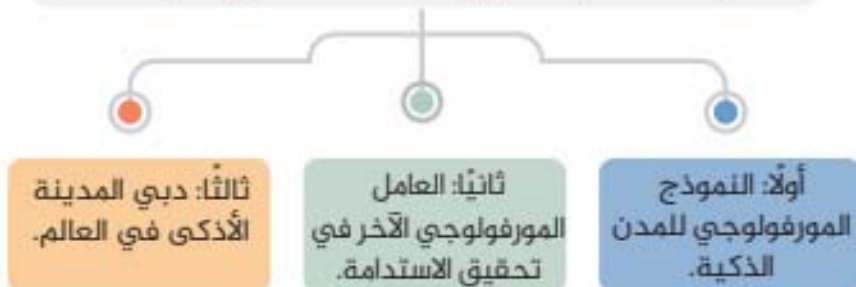 أولًا: النموذج
المورفولوجي للمدن
الذكية.
ثانيًا: العامل
المورفولوجي الآخر في
تحقيق الاستدامة.
ثالثًا: دبي المدينة
الأذكى في العالم.